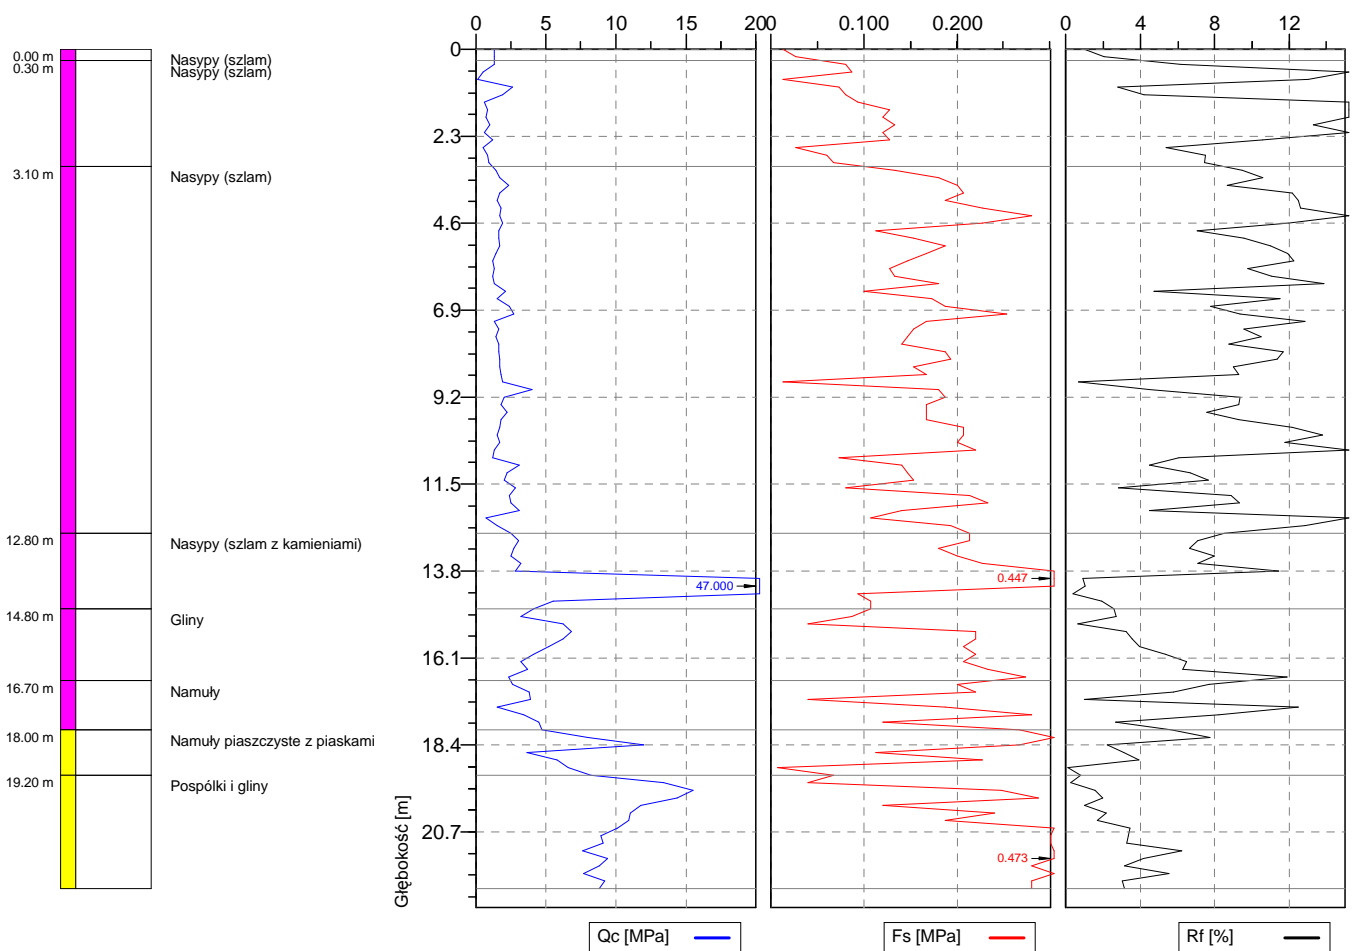 0 5 10 15 200
0.100 0.200
0 4 8 12
0
2.3
4.6
6.9
9.2
11.5
13.8
16.1
18.4
20.7
Głębokość [m]
0.00 m
Nasypy (szlam)
0.30 m
Nasypy (szlam)
3.10 m
Nasypy (szlam)
12.80 m
Nasypy (szlam z kamieniami)
14.80 m
Gliny
16.70 m
Namuły
18.00 m
Namuły piaszczyste z piaskami
19.20 m
Pospólki i gliny
47.000
0.447
0.473
Qc [MPa]
Fs [MPa]
Rf [%]